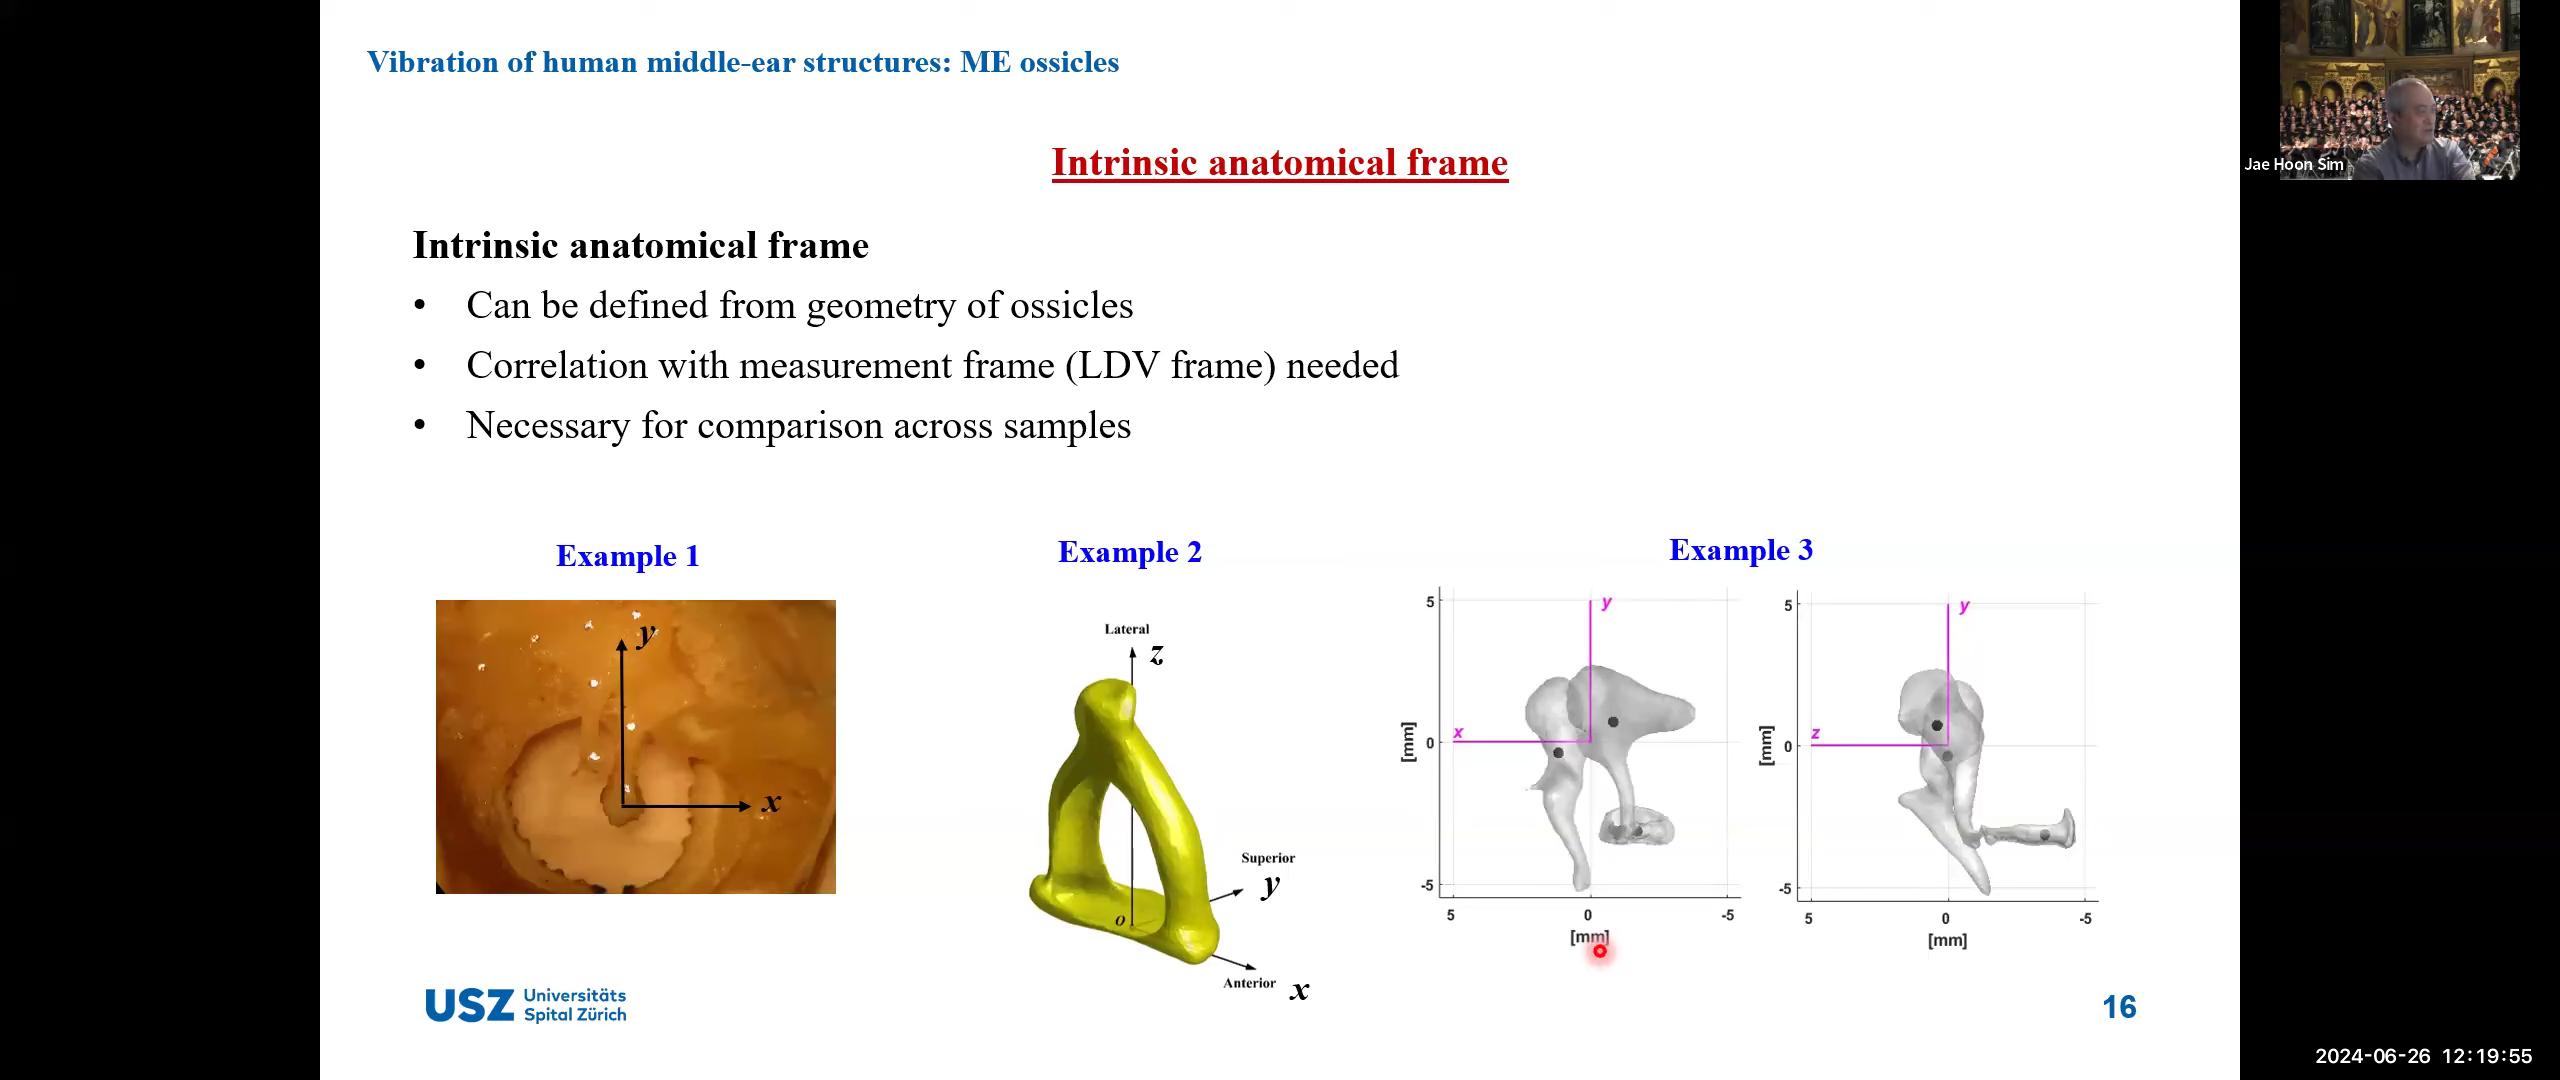 Vibration of human middle-ear structures: ME ossicles
Jae Hoon Sim
Intrinsic anatomical frame
Intrinsic anatomical frame
• Can be defined from geometry of ossicles
• Correlation with measurement frame (LDV frame) needed
• Necessary for comparison across samples
Example 1
y
x
Example 2
Lateral
z
Superior
y
O
Anterior
x
Example 3
5
y
x
[mm]
0
-5
5
0
-5
[mm]
5
y
z
[mm]
0
-5
5
0
-5
[mm]
USZ Universitäts
Spital Zürich
16
2024-06-26 12:19:55